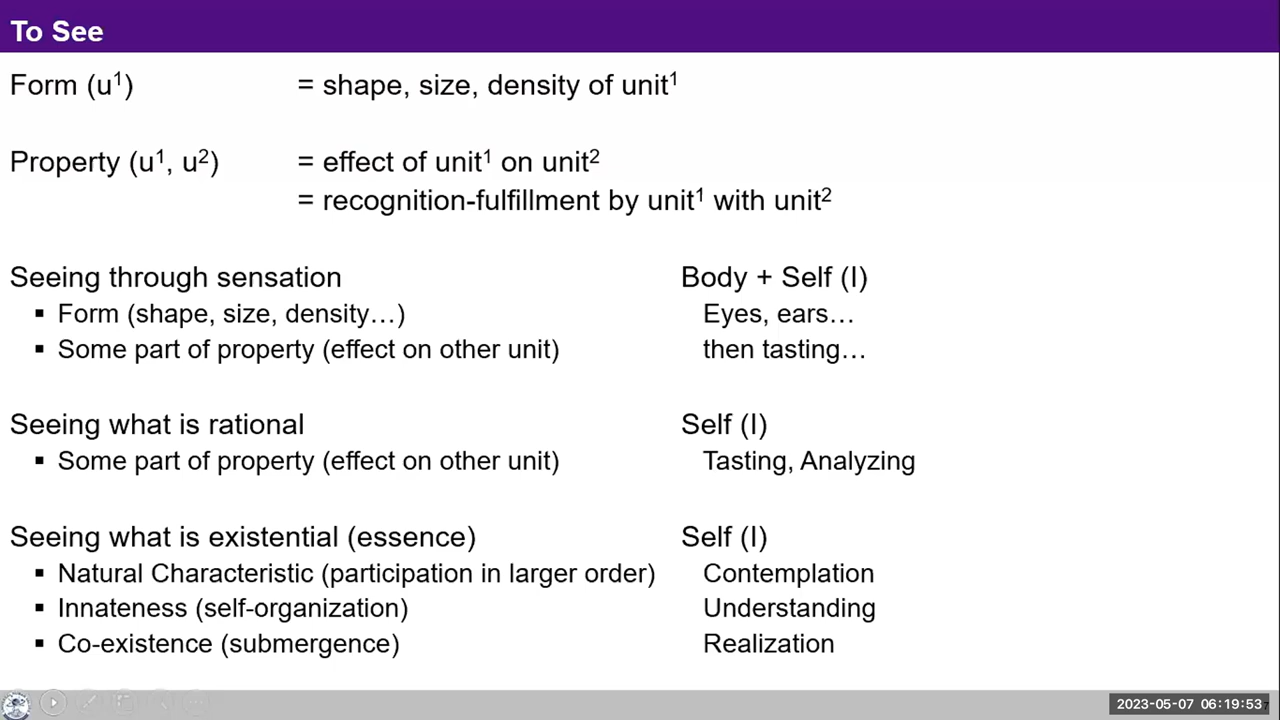 To See
Form (u¹) = shape, size, density of unit¹
Property (u¹, u²) = effect of unit¹ on unit²
= recognition-fulfillment by unit¹ with unit²
Seeing through sensation Body + Self (I)
▪ Form (shape, size, density…) Eyes, ears…
▪ Some part of property (effect on other unit) then tasting…
Seeing what is rational Self (I)
▪ Some part of property (effect on other unit) Tasting, Analyzing
Seeing what is existential (essence) Self (I)
▪ Natural Characteristic (participation in larger order) Contemplation
▪ Innateness (self-organization) Understanding
▪ Co-existence (submergence) Realization
2023-05-07 06:19:53
7